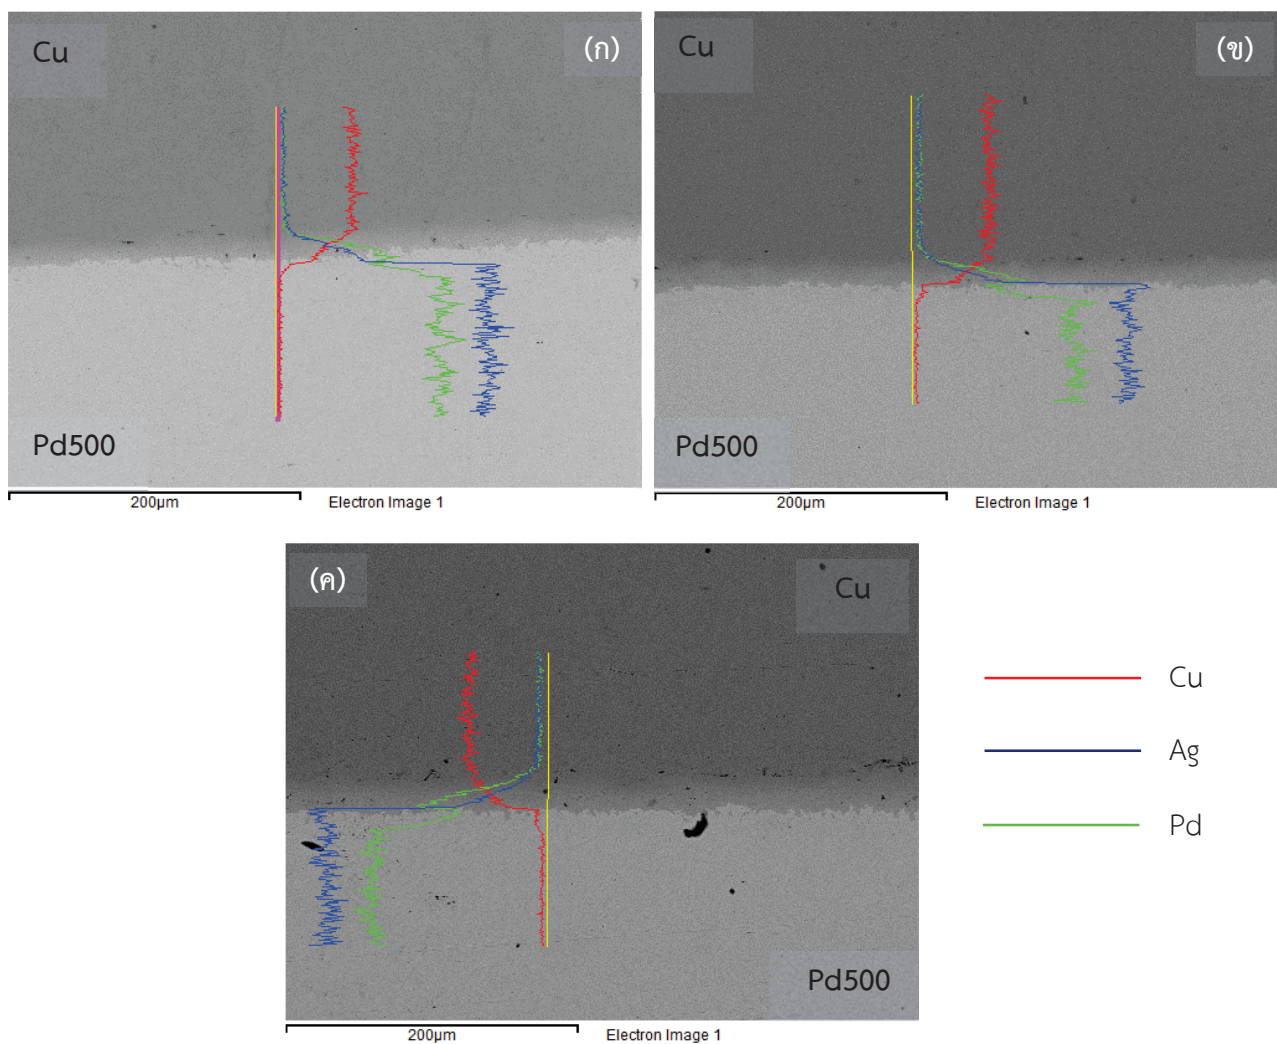 Cu
(ก)
Pd500
200µm
Electron Image 1
Cu
(ข)
Pd500
200µm
Electron Image 1
(ค)
Cu
Pd500
200µm
Electron Image 1
Cu
Ag
Pd